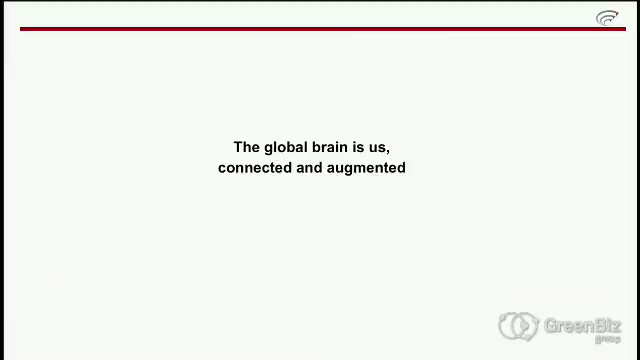 The global brain is us,
connected and augmented
GreenBiz
group